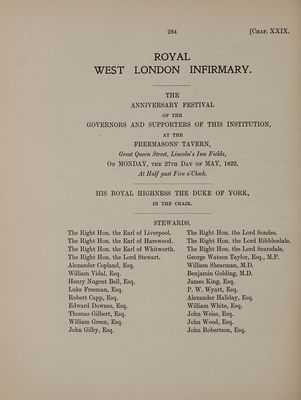 284
[Chap. XXIX.
ROYAL
WEST LONDON INFIRMARY.
THE
ANNIVERSARY FESTIVAL
OF THE
GOVERNORS AND SUPPORTERS OF THIS INSTITUTION,
AT THE
FREEMASONS' TAVERN,
Great Queen Street, Lincoln's Inn Fields,
On MONDAY, the 27th Day of MAY, 1822,
At Half past Five o'Clock.
HIS ROYAL HIGHNESS THE DUKE OF YORK,
IN THE CHAIR.
STEWARDS.
The Right Hon. the Earl of Liverpool.
The Right Hon. the Earl of Harewood.
The Right Hon. the Earl of Whitworth.
The Right Hon. the Lord Stewart.
Alexander Copland, Esq.
William Vidal, Esq.
Henry Nugent Bell, Esq.
Luke Freeman, Esq.
Robert Capp, Esq.
Edward Downes, Esq.
Thomas Gilbert, Esq.
William Green, Esq.
John Gilby, Esq.
The Right Hon. the Lord Sondes.
The Right Hon. the Lord Ribblesdale.
The Right Hon. the Lord Scarsdale.
George Watson Taylor, Esq., M.P.
William Shearman, M.D.
Benjamin Golding, M.D.
James King, Esq.
P. W. Wyatt, Esq.
Alexander Haliday, Esq.
William White, Esq.
John Weiss, Esq.
John Wood, Esq.
John Robertson, Esq.